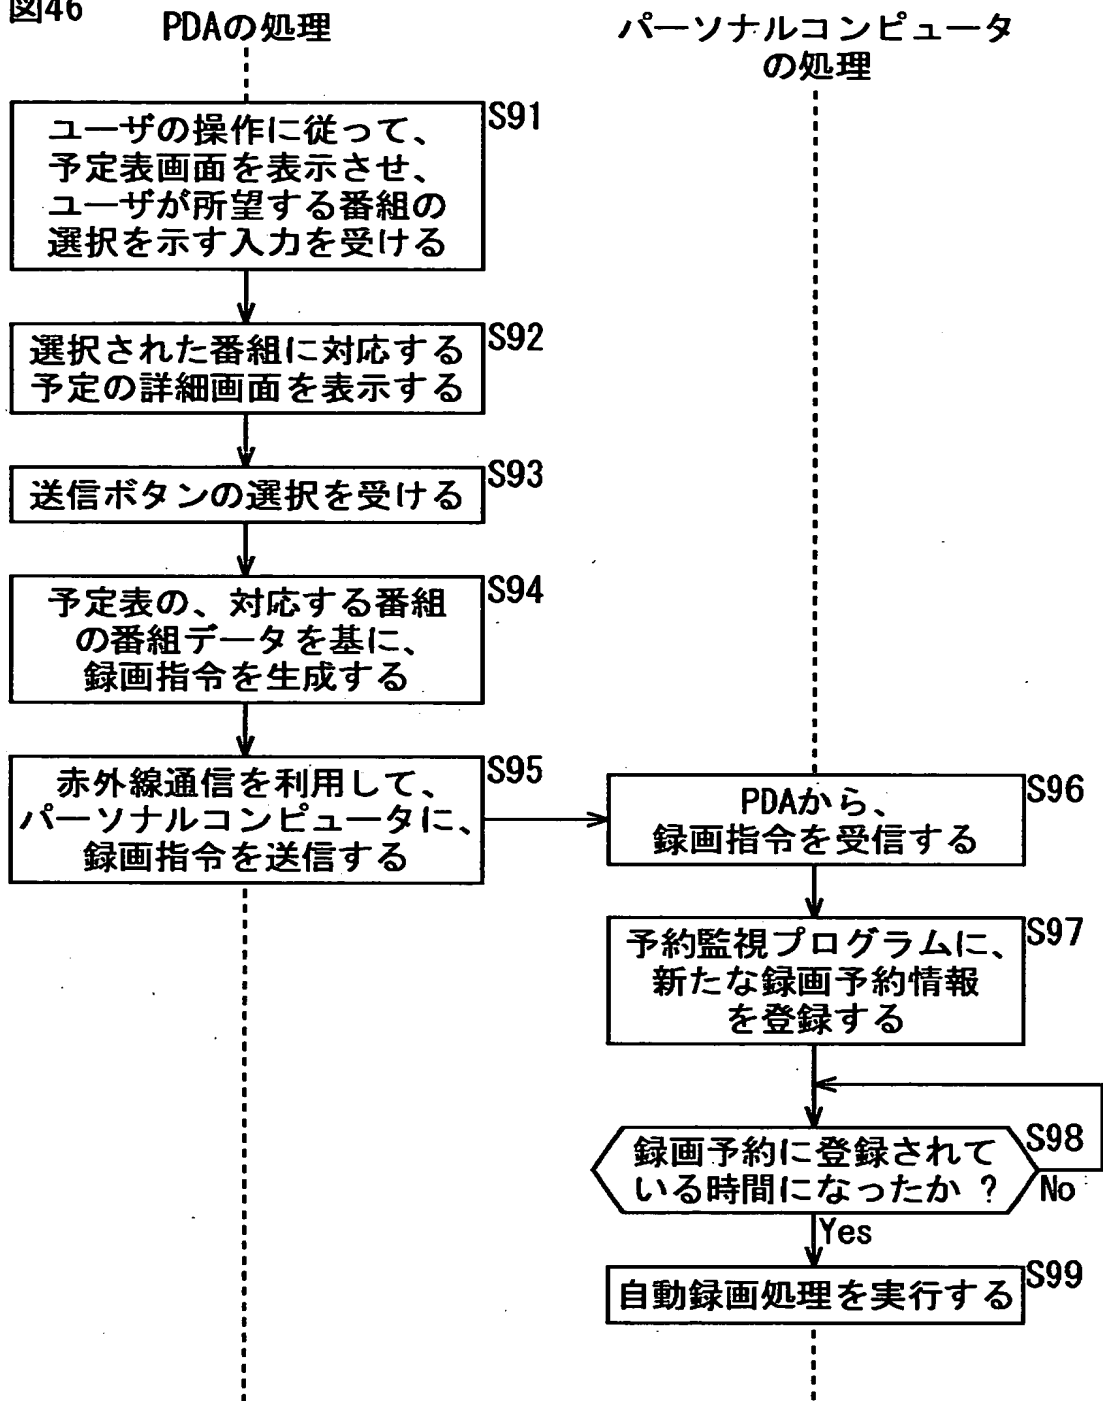 図46
PDAの処理
パーソナルコンピュータ
の処理
S91
ユーザの操作に従って、
予定表画面を表示させ、
ユーザが所望する番組の
選択を示す入力を受ける
S92
選択された番組に対応する
予定の詳細画面を表示する
S93
送信ボタンの選択を受ける
S94
予定表の、対応する番組
の番組データを基に、
録画指令を生成する
S95
赤外線通信を利用して、
パーソナルコンピュータに、
録画指令を送信する
S96
PDAから、
録画指令を受信する
S97
予約監視プログラムに、
新たな録画予約情報
を登録する
S98
録画予約に登録されて
いる時間になったか ?
No
Yes
S99
自動録画処理を実行する